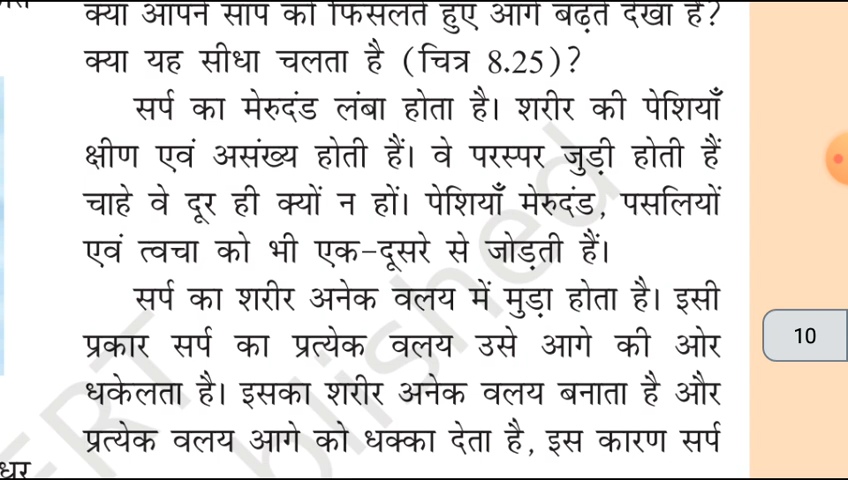 क्या आपने सांप को फिसलते हुए आगे बढ़ते देखा है?
क्या यह सीधा चलता है (चित्र 8.25)?
सर्प का मेरुदंड लंबा होता है। शरीर की पेशियाँ
क्षीण एवं असंख्य होती हैं। वे परस्पर जुड़ी होती हैं
चाहे वे दूर ही क्यों न हों। पेशियाँ मेरुदंड, पसलियों
एवं त्वचा को भी एक-दूसरे से जोड़ती हैं।
सर्प का शरीर अनेक वलय में मुड़ा होता है। इसी
प्रकार सर्प का प्रत्येक वलय उसे आगे की ओर
10
धकेलता है। इसका शरीर अनेक वलय बनाता है और
प्रत्येक वलय आगे को धक्का देता है, इस कारण सर्प